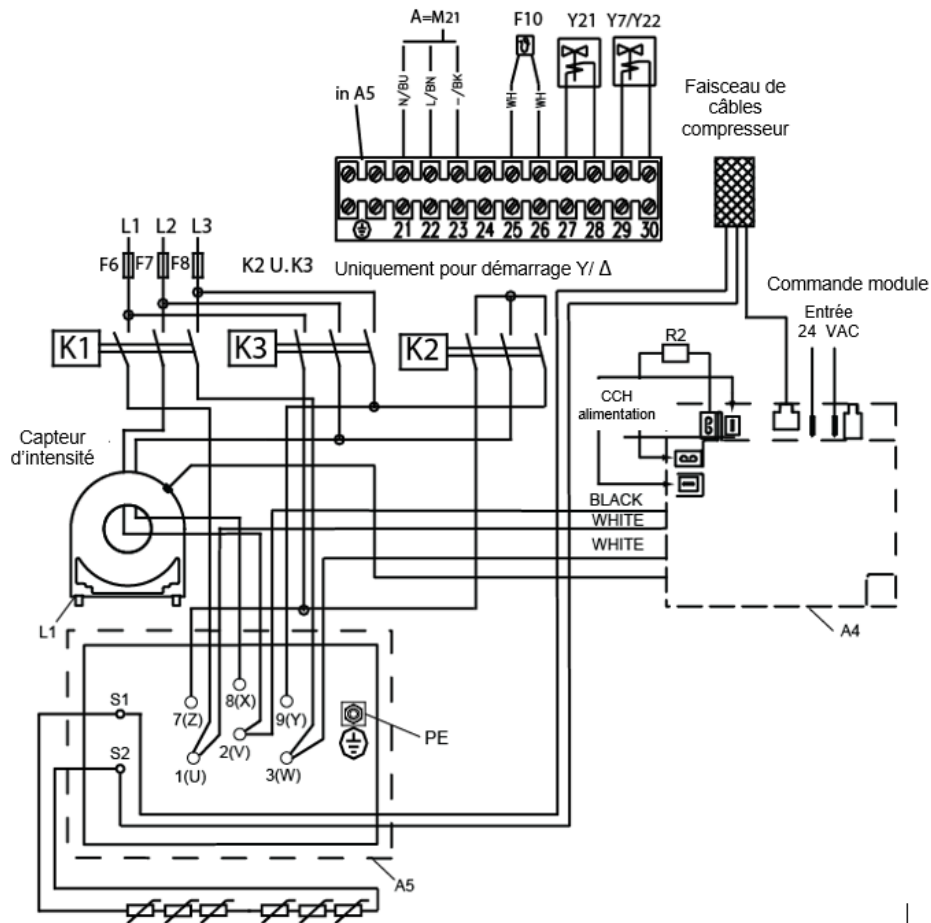 A=M21
F10
Y21
Y7/Y22
in A5
N/BU
L/BN
-/BK
WH
WH
Faisceau de
câbles
compresseur
21 22 23 24 25 26 27 28 29 30
L1 L2 L3
F6 F7 F8
K2 U.K3 Uniquement pour démarrage Y/ Δ
Commande module
Entrée
24 VAC
K1
K3
K2
R2
CCH
alimentation
Capteur
d'intensité
BLACK
WHITE
WHITE
L1
A4
S1
7(Z)
8(X)
9(Y)
PE
S2
1(U)
2(V)
3(W)
A5